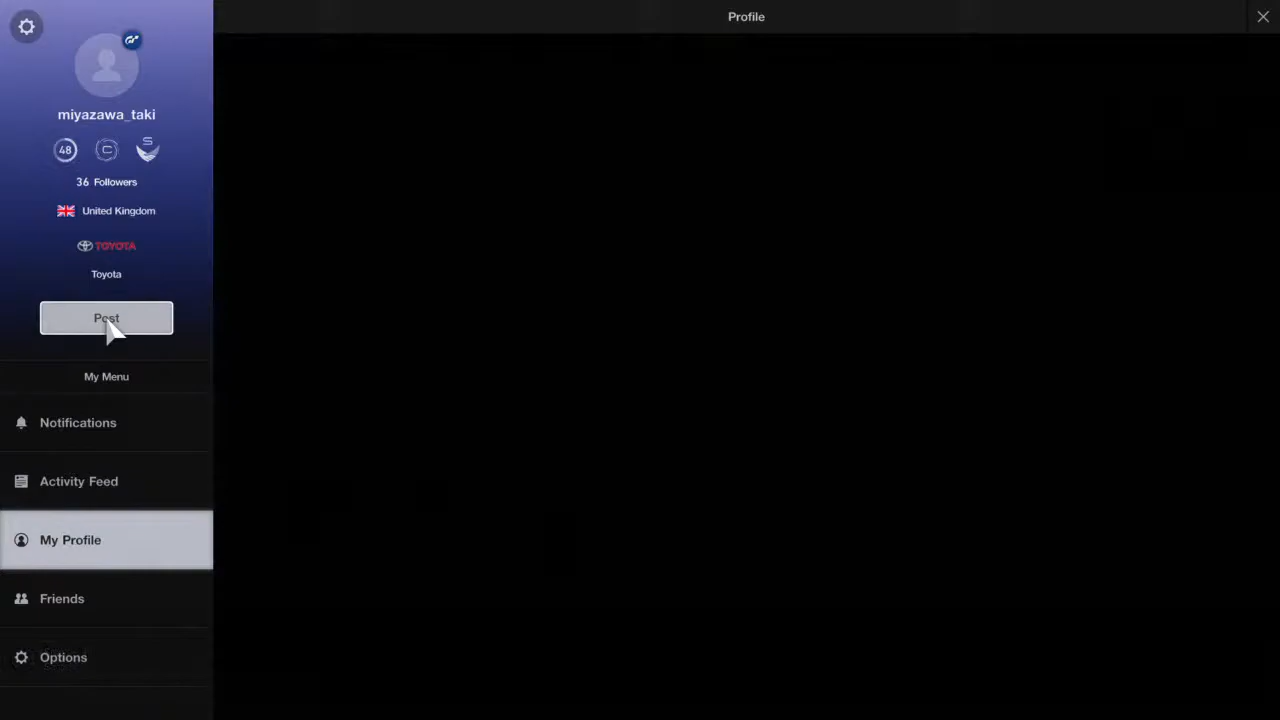 Profile
miyazawa_taki
48
C
S
36 Followers
United Kingdom
TOYOTA
Toyota
Post
My Menu
Notifications
Activity Feed
My Profile
Friends
Options